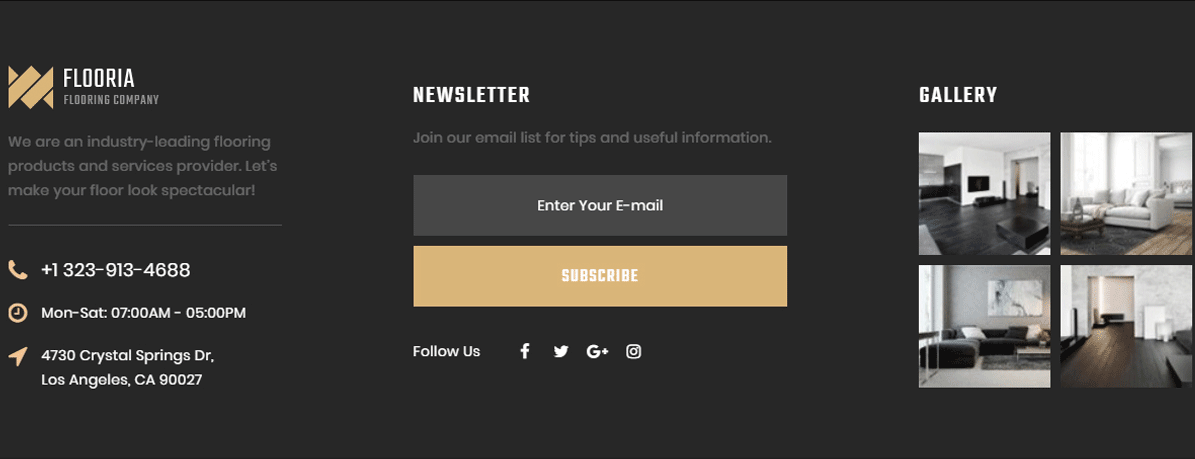 FLOORIA
FLOORING COMPANY
We are an industry-leading flooring
products and services provider. Let's
make your floor look spectacular!
+1 323-913-4688
Mon-Sat: 07:00AM - 05:00PM
4730 Crystal Springs Dr,
Los Angeles, CA 90027
NEWSLETTER
Join our email list for tips and useful information.
Enter Your E-mail
SUBSCRIBE
Follow Us
GALLERY